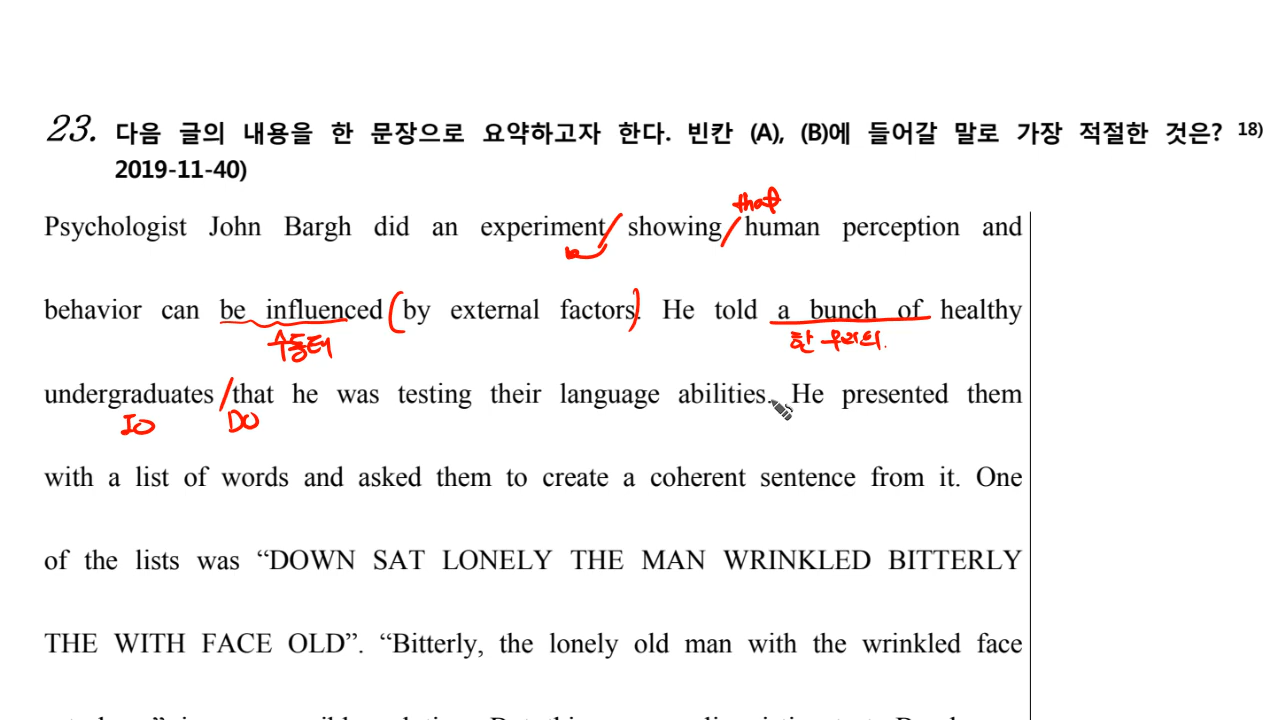 23. 다음 글의 내용을 한 문장으로 요약하고자 한다. 빈칸 (A), (B)에 들어갈 말로 가장 적절한 것은? 18)
2019-11-40)
that
Psychologist John Bargh did an experiment showing human perception and
behavior can be influenced by external factors. He told a bunch of healthy
수동태 한 무리의
undergraduates that he was testing their language abilities. He presented them
IO DO
with a list of words and asked them to create a coherent sentence from it. One
of the lists was “DOWN SAT LONELY THE MAN WRINKLED BITTERLY
THE WITH FACE OLD”. “Bitterly, the lonely old man with the wrinkled face